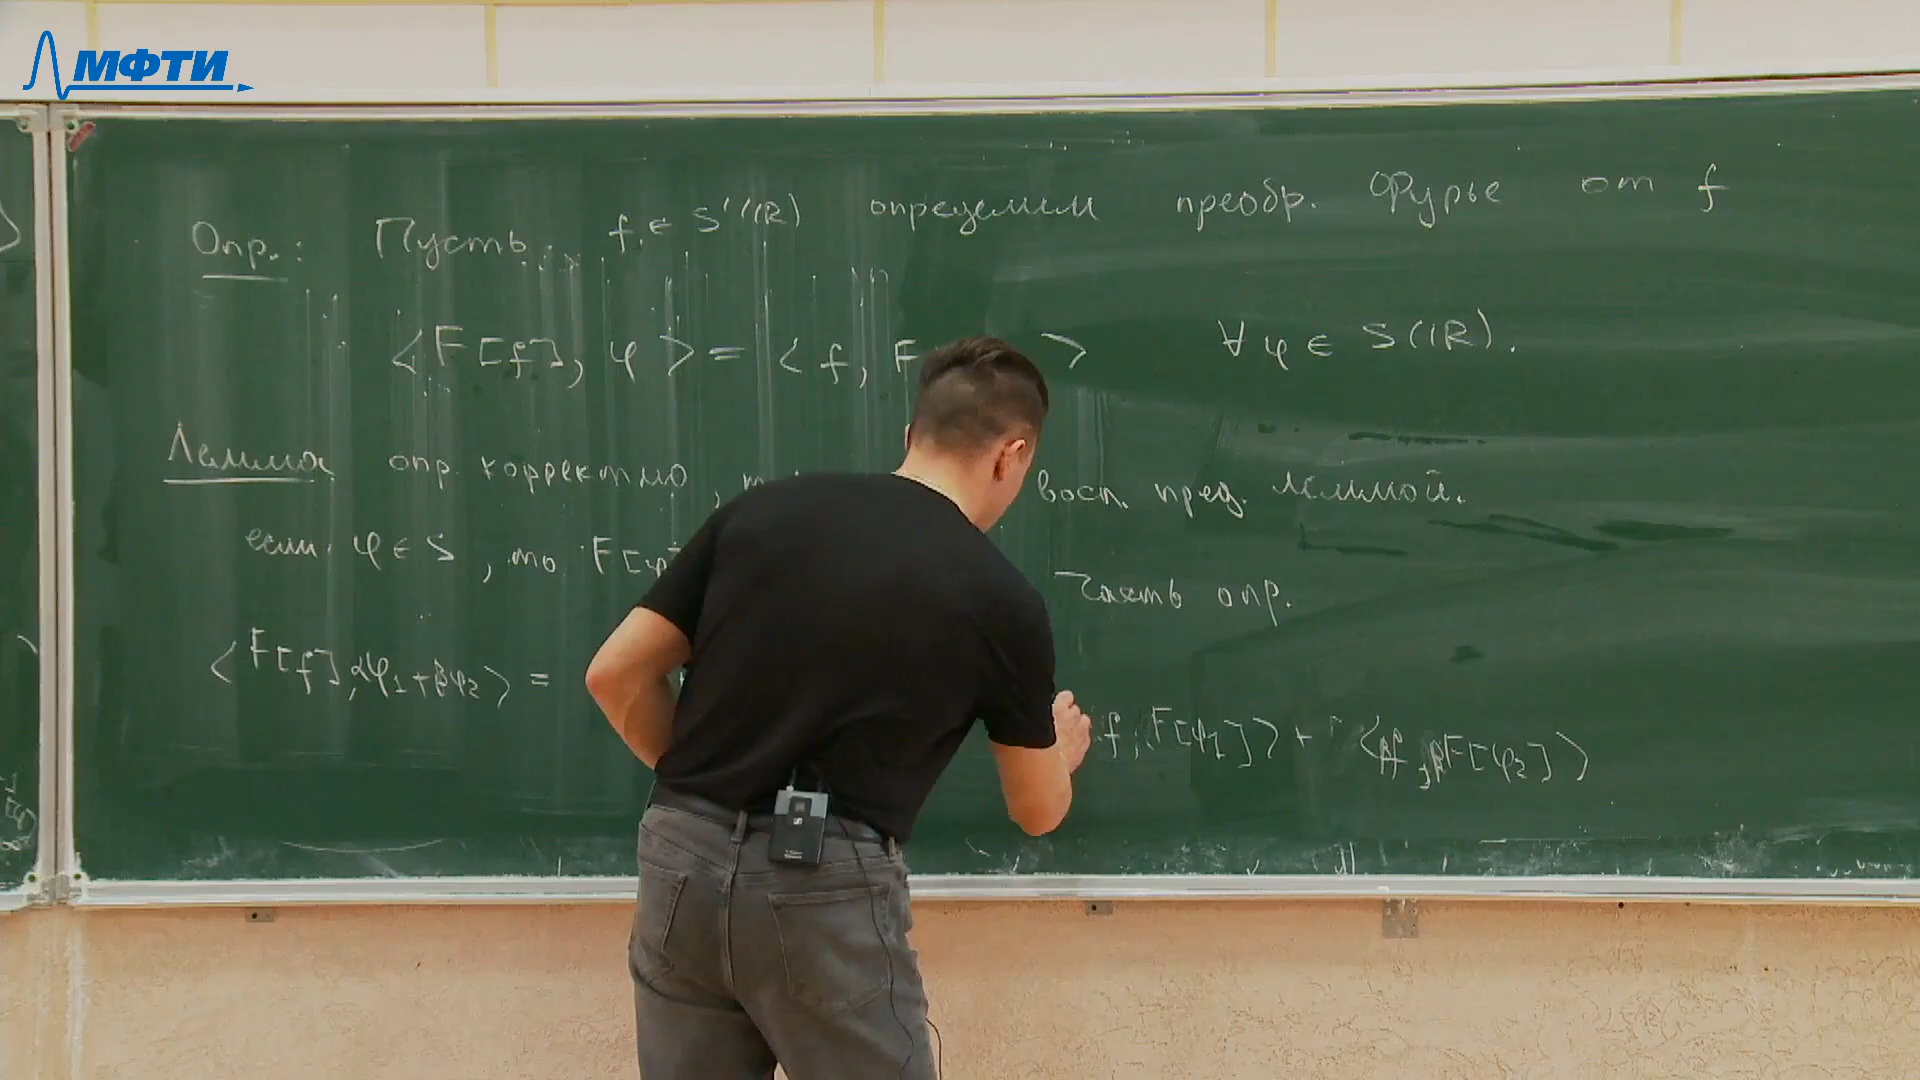 МФТИ
Опр.: Пусть f ∈ S'(ℝ) определим преобр. Фурье от f
⟨F[f], φ⟩ = ⟨f, F ⟩ ∀φ ∈ S(ℝ).
Лемма опр. корректно, восп. пред. леммой.
если φ ∈ S, то F[φ часть опр.
⟨F[f], αφ₁+βφ₂⟩ = f, F[φ₁]⟩ + ⟨f, βF[φ₂]⟩